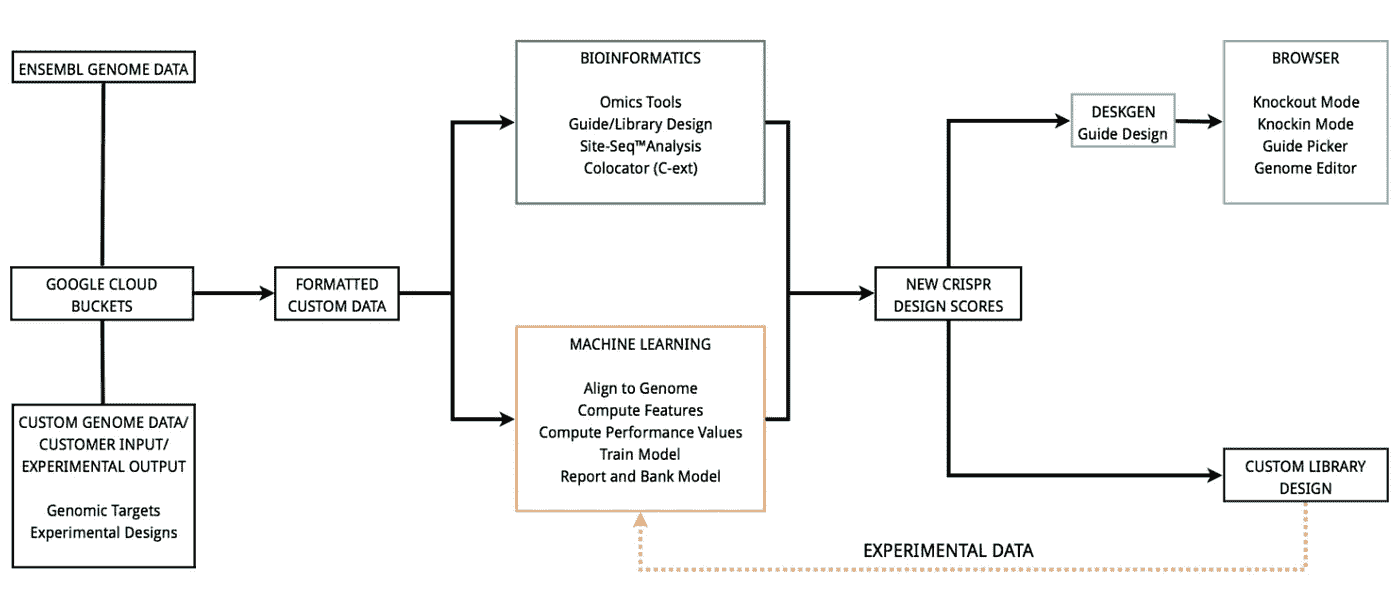 ENSEMBL GENOME DATA
GOOGLE CLOUD
BUCKETS
CUSTOM GENOME DATA/
CUSTOMER INPUT/
EXPERIMENTAL OUTPUT
Genomic Targets
Experimental Designs
FORMATTED
CUSTOM DATA
BIOINFORMATICS
Omics Tools
Guide/Library Design
Site-Seq™Analysis
Colocator (C-ext)
MACHINE LEARNING
Align to Genome
Compute Features
Compute Performance Values
Train Model
Report and Bank Model
NEW CRISPR
DESIGN SCORES
DESKGEN
Guide Design
BROWSER
Knockout Mode
Knockin Mode
Guide Picker
Genome Editor
CUSTOM LIBRARY
DESIGN
EXPERIMENTAL DATA